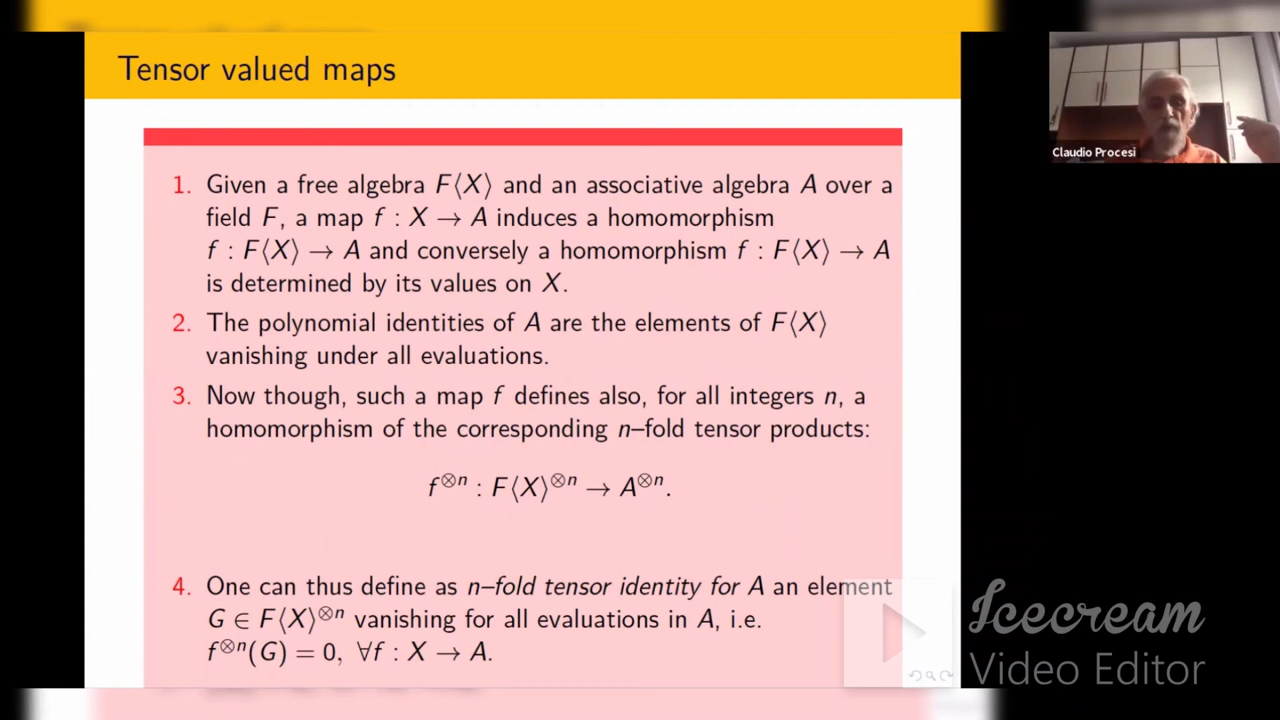 Tensor valued maps
1. Given a free algebra F⟨X⟩ and an associative algebra A over a
field F, a map f : X → A induces a homomorphism
f : F⟨X⟩ → A and conversely a homomorphism f : F⟨X⟩ → A
is determined by its values on X.
2. The polynomial identities of A are the elements of F⟨X⟩
vanishing under all evaluations.
3. Now though, such a map f defines also, for all integers n, a
homomorphism of the corresponding n–fold tensor products:
f⊗ⁿ : F⟨X⟩⊗ⁿ → A⊗ⁿ.
4. One can thus define as n–fold tensor identity for A an element
G ∈ F⟨X⟩⊗ⁿ vanishing for all evaluations in A, i.e.
f⊗ⁿ(G) = 0, ∀f : X → A.
Claudio Procesi
Icecream
Video Editor